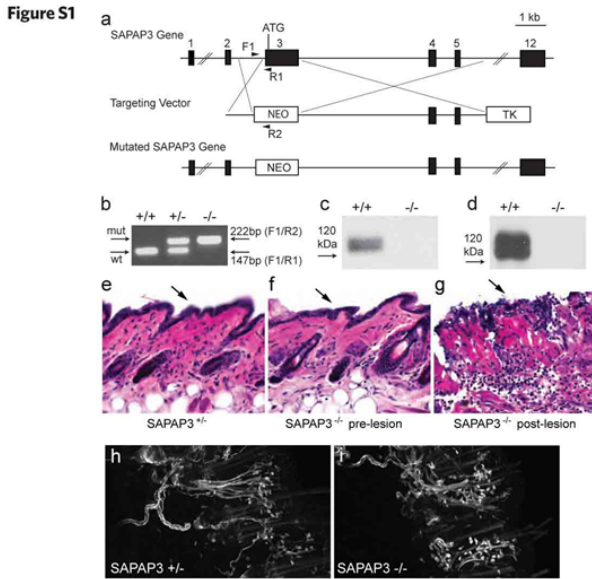 Figure S1
a
ATG
1 kb
SAPAP3 Gene
1 2 F1 3 4 5 12
R1
Targeting Vector
NEO TK
R2
Mutated SAPAP3 Gene
NEO
b c d
+/+ +/- -/- +/+ -/- +/+ -/-
mut 222bp (F1/R2) 120 kDa 120 kDa
wt 147bp (F1/R1)
e f g
SAPAP3 +/- SAPAP3 -/- pre-lesion SAPAP3 -/- post-lesion
h i
SAPAP3 +/- SAPAP3 -/-